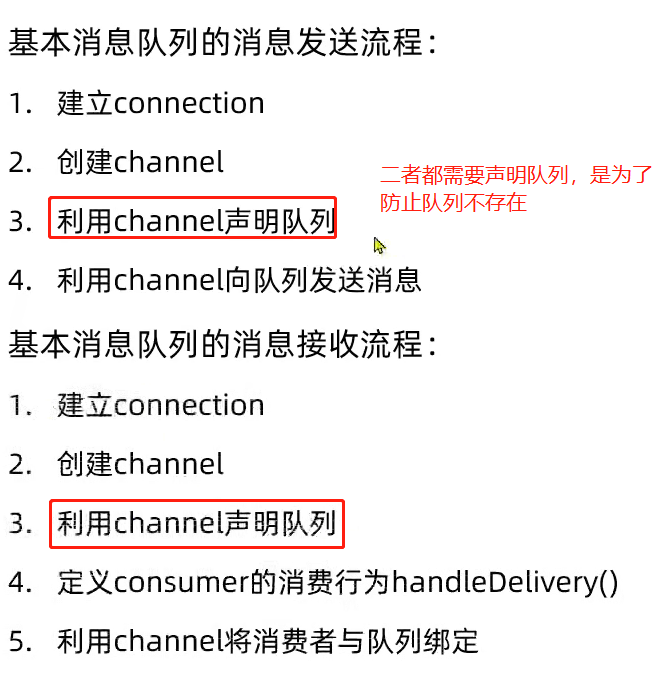 基本消息队列的消息发送流程：
1. 建立connection
2. 创建channel
3. 利用channel声明队列
4. 利用channel向队列发送消息
二者都需要声明队列，是为了
防止队列不存在
基本消息队列的消息接收流程：
1. 建立connection
2. 创建channel
3. 利用channel声明队列
4. 定义consumer的消费行为handleDelivery()
5. 利用channel将消费者与队列绑定